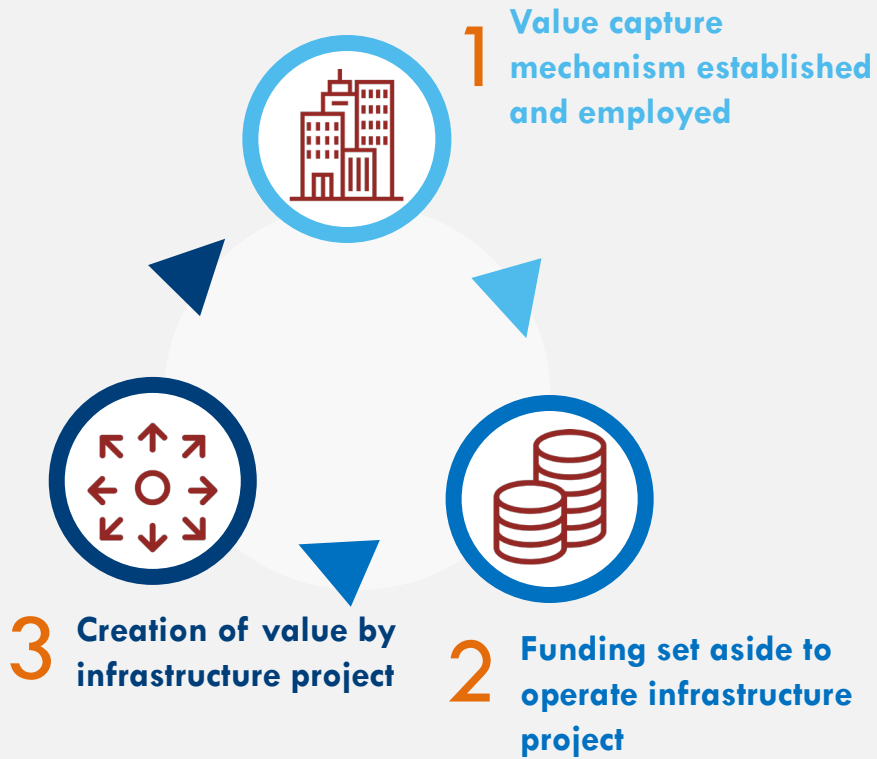 1
Value capture
mechanism established
and employed
2
Funding set aside to
operate infrastructure
project
3
Creation of value by
infrastructure project